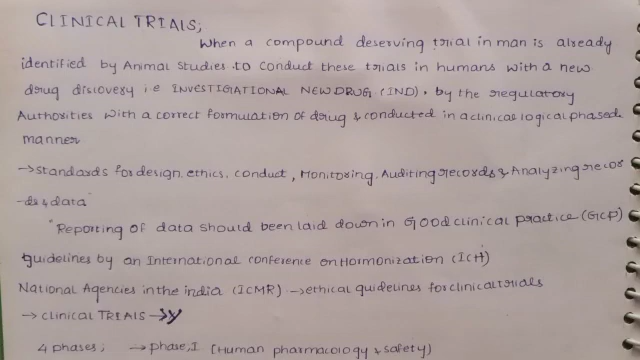 CLINICAL TRIALS;
When a compound deserving trial in man is already
identified by Animal studies to conduct these trials in humans with a new
drug discovery i.e INVESTIGATIONAL NEW DRUG (IND). by the regulatory
Authorities with a correct formulation of drug & conducted in a clinical logical phased
manner
→ standards for design, ethics, conduct, Monitoring, Auditing records & Analyzing recor
-ds & data
"Reporting of data should been laid down in Good clinical practice (GCP)
guidelines by an International conference on Hormonization (ICH)
National Agencies in the india (ICMR) → ethical guidelines for clinical trials
→ clinical TRIALS →
4 phases; → phase, I (Human pharmacology & safety)